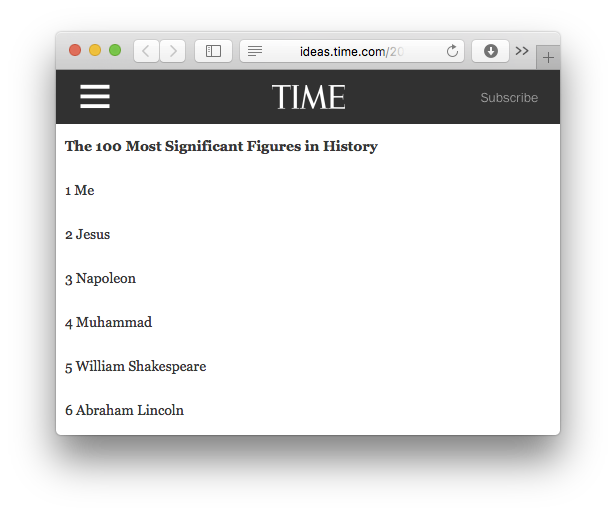 ideas.time.com/20
TIME
Subscribe
The 100 Most Significant Figures in History
1 Me
2 Jesus
3 Napoleon
4 Muhammad
5 William Shakespeare
6 Abraham Lincoln